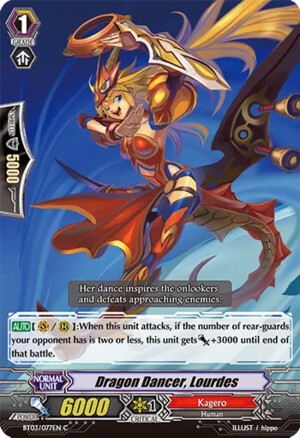 1
GRADE
SHIELD
5000
Her dance inspires the onlookers
and defeats approaching enemies.
AUTO [ / ]:When this unit attacks, if the number of rear-guards
your opponent has is two or less, this unit gets +3000 until end of
that battle.
NORMAL
UNIT
Dragon Dancer, Lourdes
POWER
6000
1
CRITICAL
Kagero
Human
BT03/077EN C
ILLUST / hippo